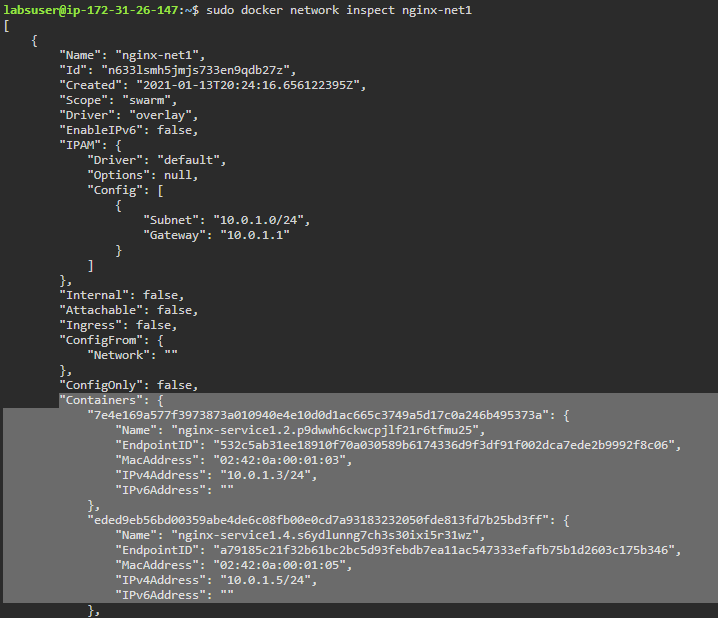 labsuser@ip-172-31-26-147:~$ sudo docker network inspect nginx-net1
[
    {
        "Name": "nginx-net1",
        "Id": "n633lsmh5jmjs733en9qdb27z",
        "Created": "2021-01-13T20:24:16.656122395Z",
        "Scope": "swarm",
        "Driver": "overlay",
        "EnableIPv6": false,
        "IPAM": {
            "Driver": "default",
            "Options": null,
            "Config": [
                {
                    "Subnet": "10.0.1.0/24",
                    "Gateway": "10.0.1.1"
                }
            ]
        },
        "Internal": false,
        "Attachable": false,
        "Ingress": false,
        "ConfigFrom": {
            "Network": ""
        },
        "ConfigOnly": false,
        "Containers": {
            "7e4e169a577f3973873a010940e4e10d0d1ac665c3749a5d17c0a246b495373a": {
                "Name": "nginx-service1.2.p9dwwh6ckwcpjlf21r6tfmu25",
                "EndpointID": "532c5ab31ee18910f70a030589b6174336d9f3df91f002dca7ede2b9992f8c06",
                "MacAddress": "02:42:0a:00:01:03",
                "IPv4Address": "10.0.1.3/24",
                "IPv6Address": ""
            },
            "eded9eb56bd00359abe4de6c08fb00e0cd7a93183232050fde813fd7b25bd3ff": {
                "Name": "nginx-service1.4.s6ydlunng7ch3s30ixi5r31wz",
                "EndpointID": "a79185c21f32b61bc2bc5d93febdb7ea11ac547333efafb75b1d2603c175b346",
                "MacAddress": "02:42:0a:00:01:05",
                "IPv4Address": "10.0.1.5/24",
                "IPv6Address": ""
            },